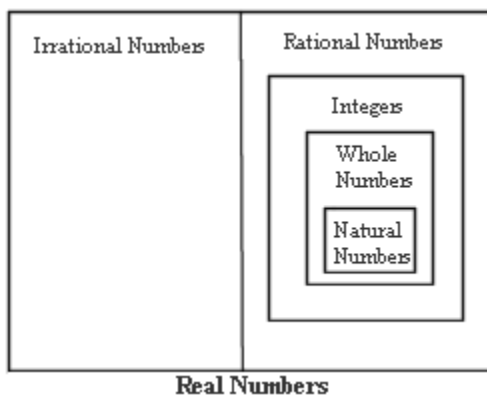 Irrational Numbers
Rational Numbers
Integers
Whole
Numbers
Natural
Numbers
Real Numbers